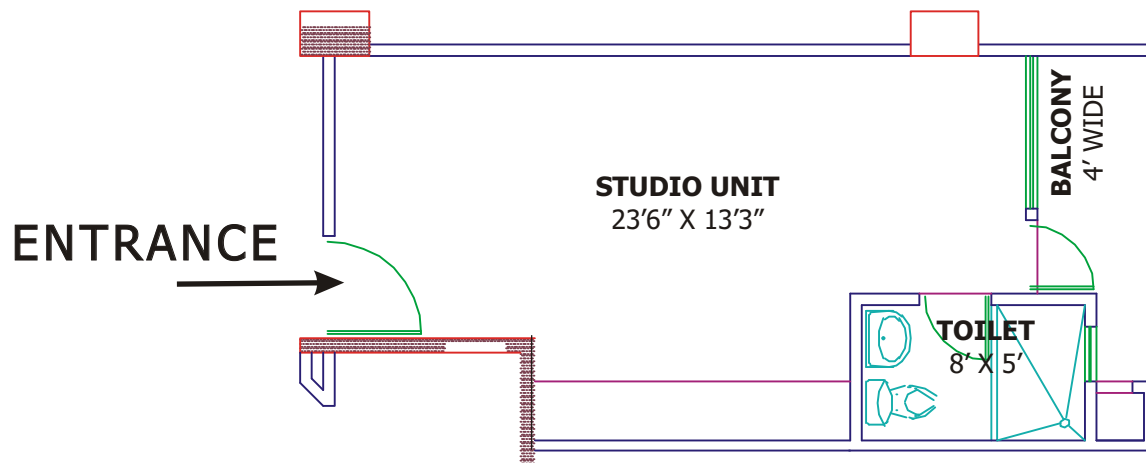 ENTRANCE
STUDIO UNIT
23’6” X 13’3”
BALCONY
4’ WIDE
TOILET
8’ X 5’